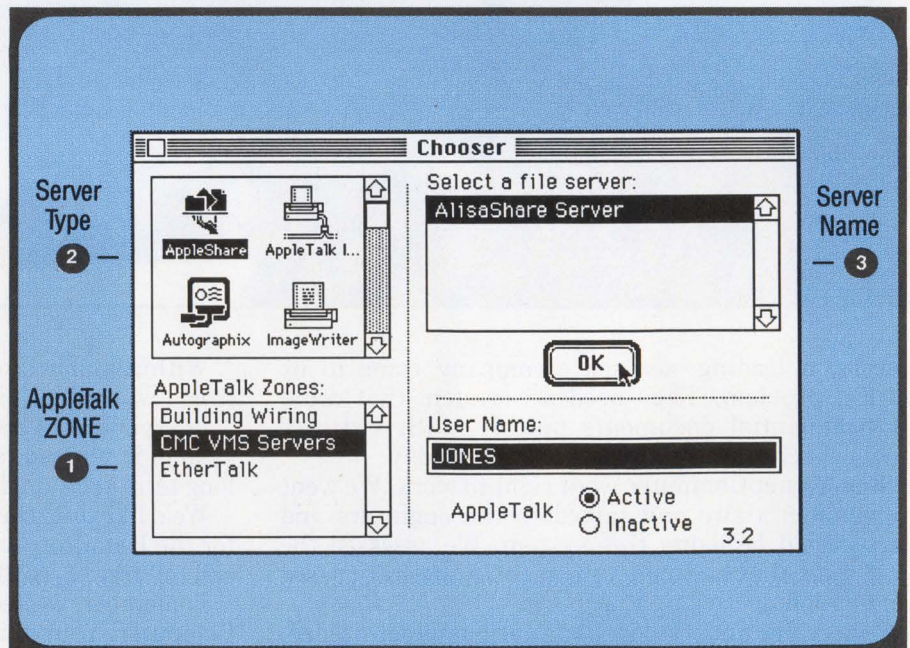 Chooser
Server
Type
2
AppleShare
AppleTalk I...
Autographix
ImageWriter
AppleTalk
ZONE
1
AppleTalk Zones:
Building Wiring
CMC VMS Servers
EtherTalk
Select a file server:
AlisaShare Server
Server
Name
3
OK
User Name:
JONES
AppleTalk
Active
Inactive
3.2